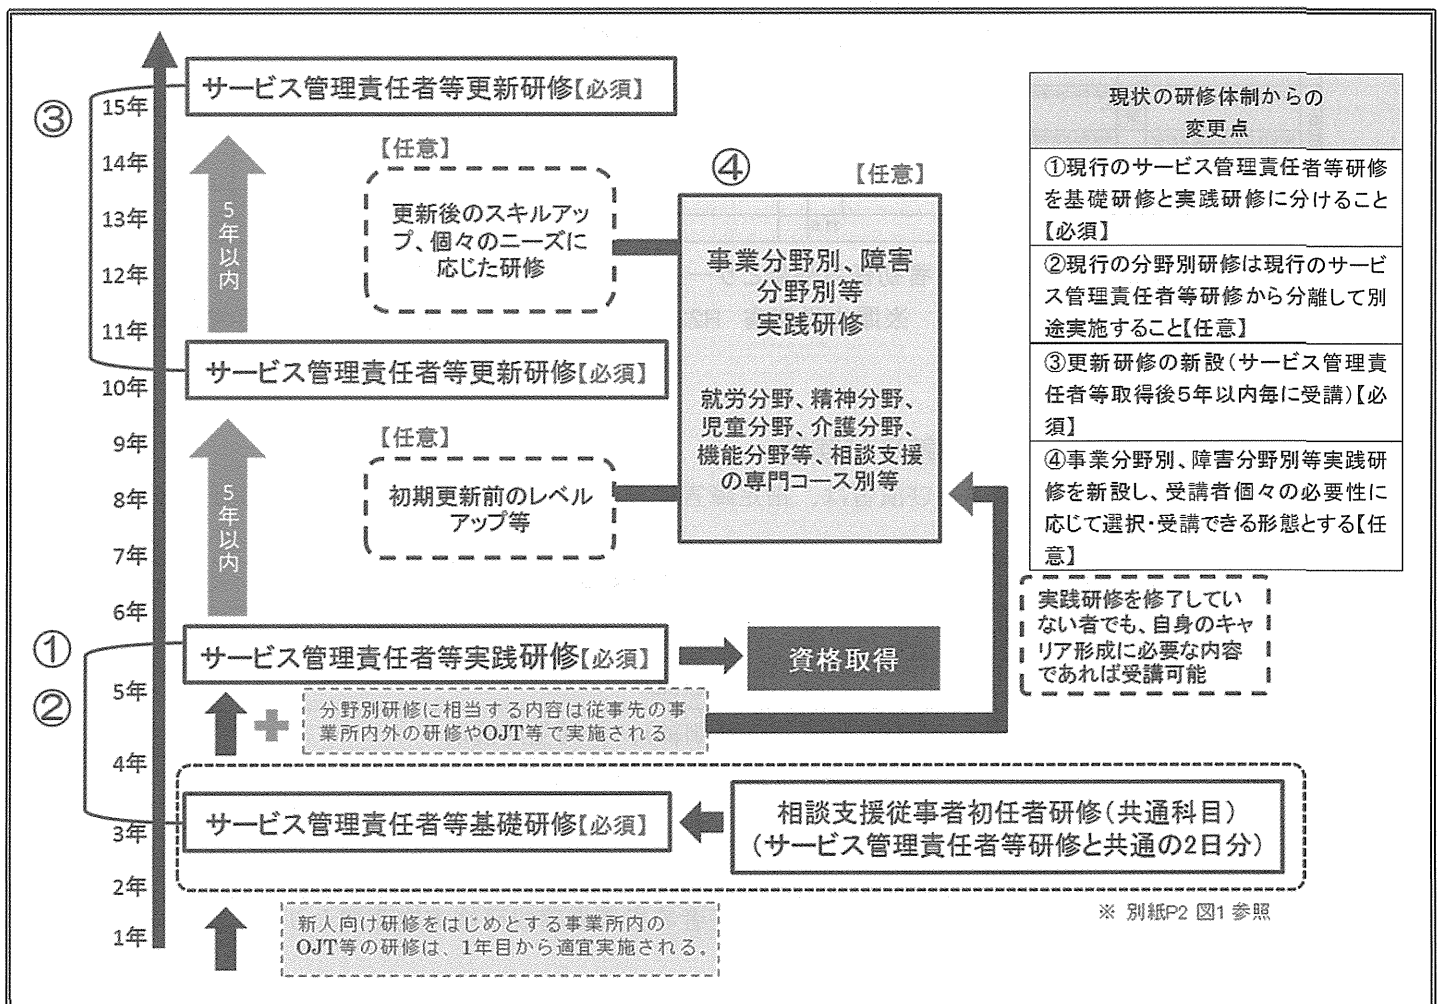 ③
サービス管理責任者等更新研修【必須】
15年
14年
13年
12年
11年
5年以内
【任意】
更新後のスキルアッ
プ、個々のニーズに
応じた研修
④
【任意】
事業分野別、障害
分野別等
実践研修
就労分野、精神分野、
児童分野、介護分野、
機能分野等、相談支援
の専門コース別等
サービス管理責任者等更新研修【必須】
10年
9年
8年
7年
6年
5年以内
【任意】
初期更新前のレベル
アップ等
現状の研修体制からの
変更点
①現行のサービス管理責任者等研修
を基礎研修と実践研修に分けること
【必須】
②現行の分野別研修は現行のサービ
ス管理責任者等研修から分離して別
途実施すること【任意】
③更新研修の新設（サービス管理責
任者等取得後5年以内毎に受講）【必
須】
④事業分野別、障害分野別等実践研
修を新設し、受講者個々の必要性に
応じて選択・受講できる形態とする【任
意】
実践研修を修了してい
ない者でも、自身のキャ
リア形成に必要な内容
であれば受講可能
①
②
サービス管理責任者等実践研修【必須】
資格取得
5年
分野別研修に相当する内容は従事先の事
業所内外の研修やOJT等で実施される
4年
サービス管理責任者等基礎研修【必須】
相談支援従事者初任者研修（共通科目）
（サービス管理責任者等研修と共通の2日分）
3年
2年
※ 別紙P2 図1 参照
新人向け研修をはじめとする事業所内の
OJT等の研修は、1年目から適宜実施される。
1年